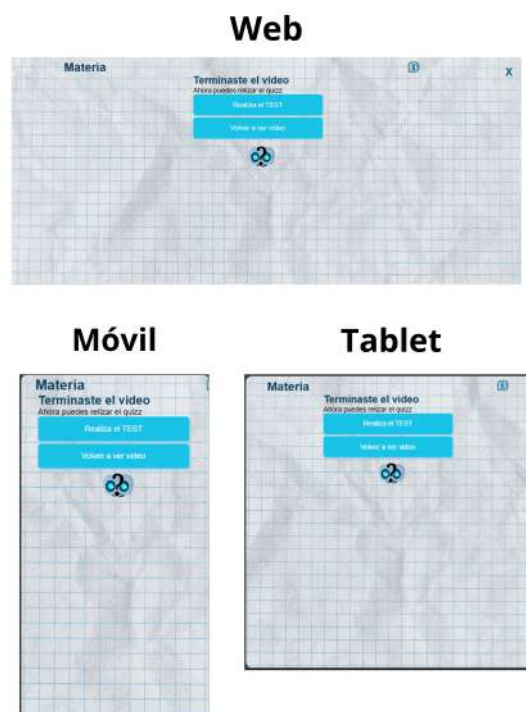 Web
Materia
X
Terminaste el video
Ahora puedes relizar el quizz
Realiza el TEST
Volver a ver video
Móvil
Tablet
Materia
Terminaste el video
Ahora puedes relizar el quizz
Realiza el TEST
Volver a ver video
Materia
Terminaste el video
Ahora puedes relizar el quizz
Realiza el TEST
Volver a ver video